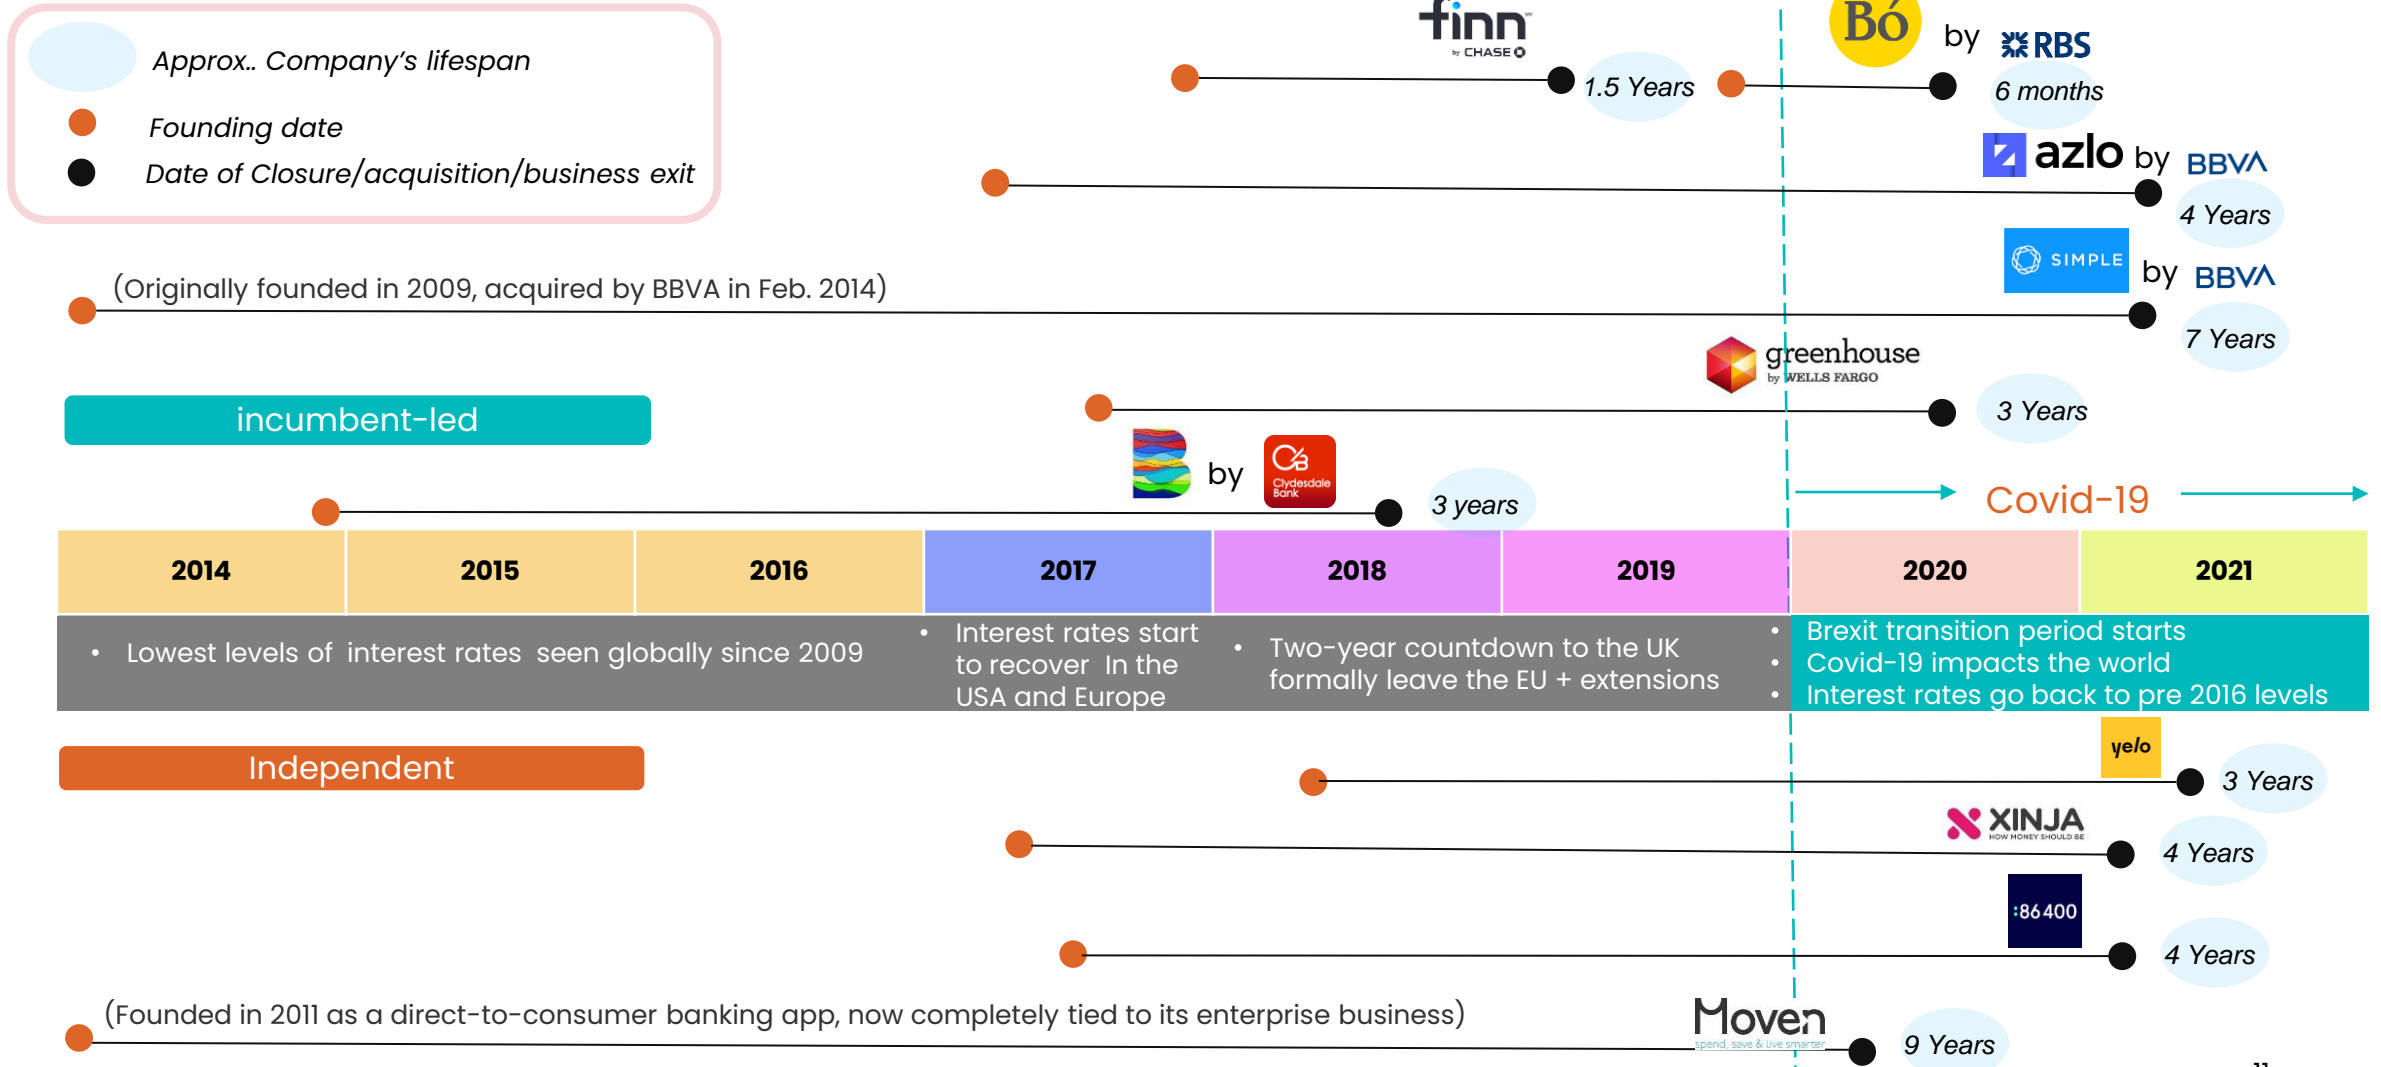 Approx.. Company's lifespan
Founding date
Date of Closure/acquisition/business exit
finn
by CHASE
1.5 Years
Bó
by
RBS
6 months
azlo by BBVA
4 Years
(Originally founded in 2009, acquired by BBVA in Feb. 2014)
SIMPLE by BBVA
7 Years
greenhouse
by WELLS FARGO
3 Years
incumbent-led
B by CB
Clydesdale
Bank
3 years
Covid-19
2014 2015 2016 2017 2018 2019 2020 2021
• Lowest levels of interest rates seen globally since 2009
• Interest rates start
to recover In the
USA and Europe
• Two-year countdown to the UK
formally leave the EU + extensions
• Brexit transition period starts
• Covid-19 impacts the world
• Interest rates go back to pre 2016 levels
Independent
yelo
3 Years
XINJA
HOW MONEY SHOULD BE
4 Years
:86 400
4 Years
(Founded in 2011 as a direct-to-consumer banking app, now completely tied to its enterprise business)
Moven
spend, save & live smarter
9 Years